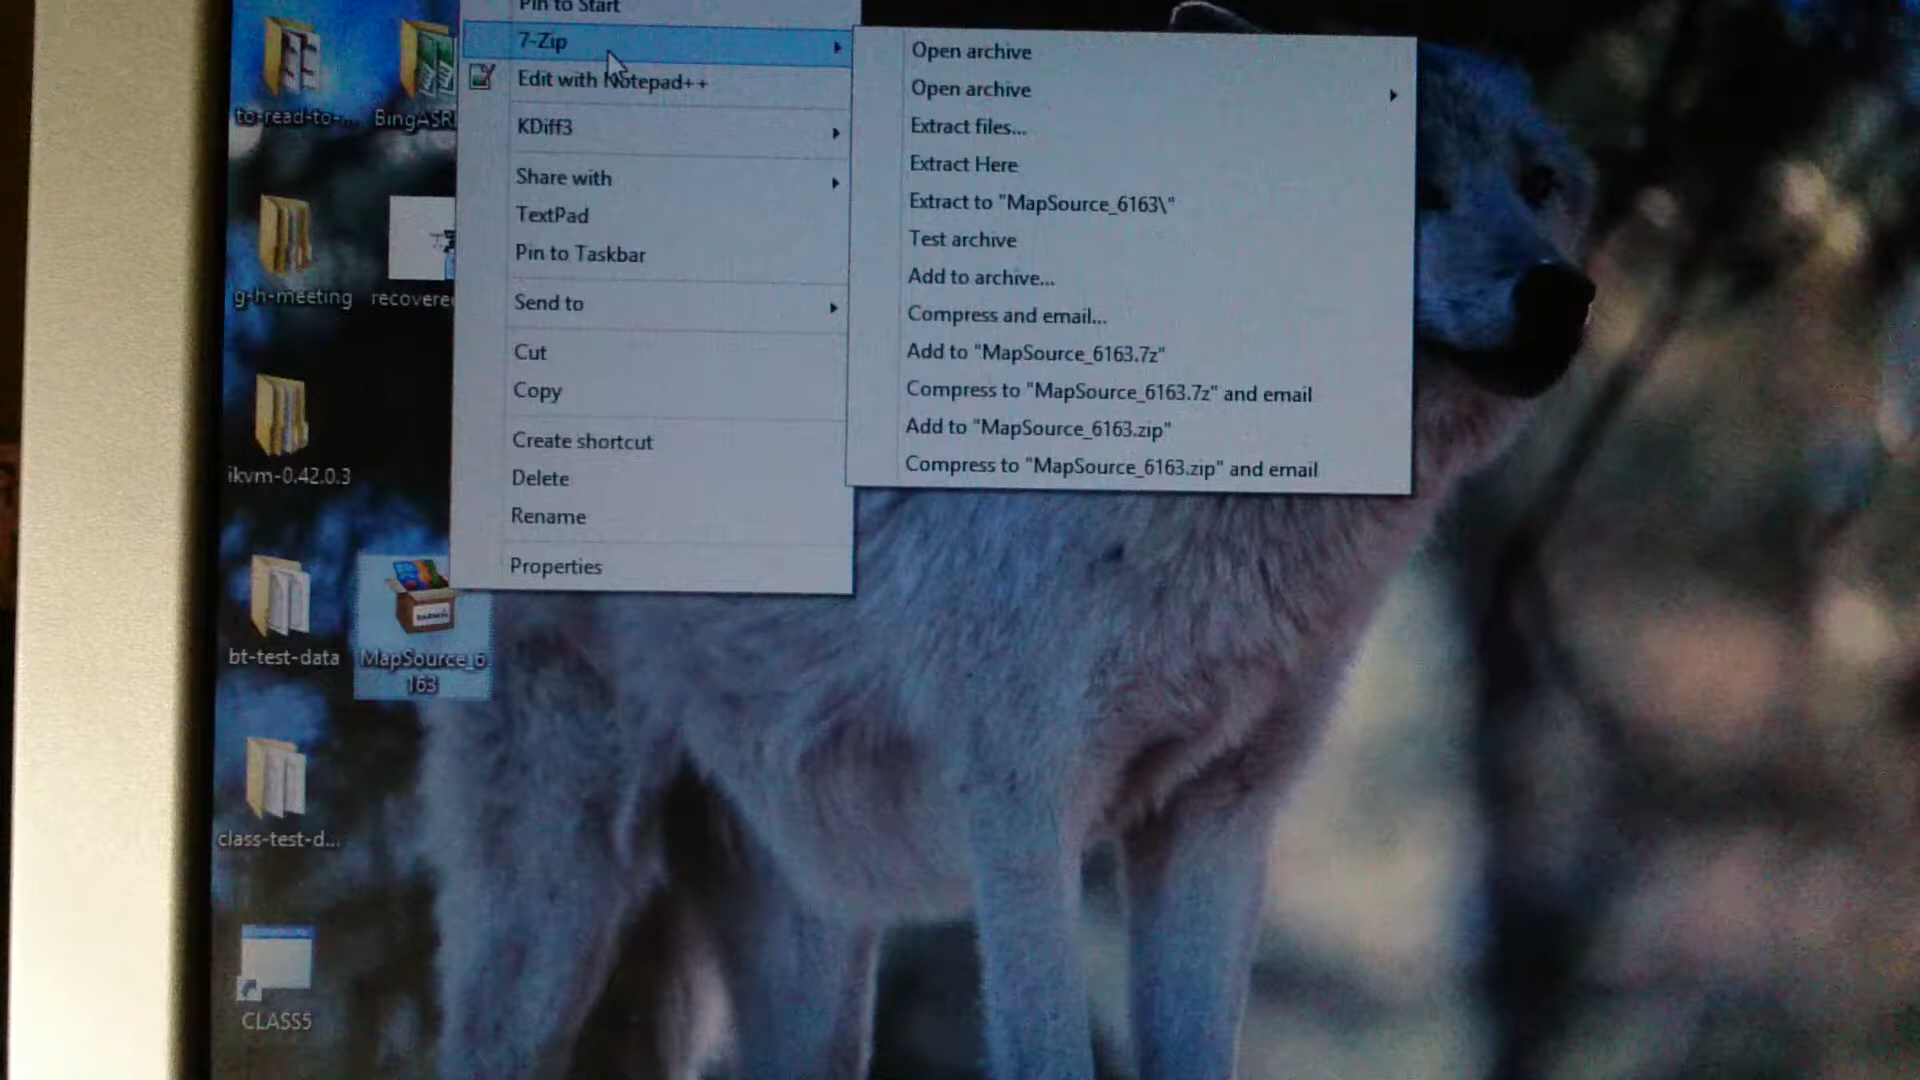 Pin to Start
7-Zip
Edit with Notepad++
KDiff3
Share with
TextPad
Pin to Taskbar
Send to
Cut
Copy
Create shortcut
Delete
Rename
Properties
Open archive
Open archive
Extract files...
Extract Here
Extract to "MapSource_6163\"
Test archive
Add to archive...
Compress and email...
Add to "MapSource_6163.7z"
Compress to "MapSource_6163.7z" and email
Add to "MapSource_6163.zip"
Compress to "MapSource_6163.zip" and email
to-read-to-...
BingASR
g-h-meeting
recovere
ikvm-0.42.0.3
bt-test-data
MapSource_6
163
class-test-d...
CLASS5